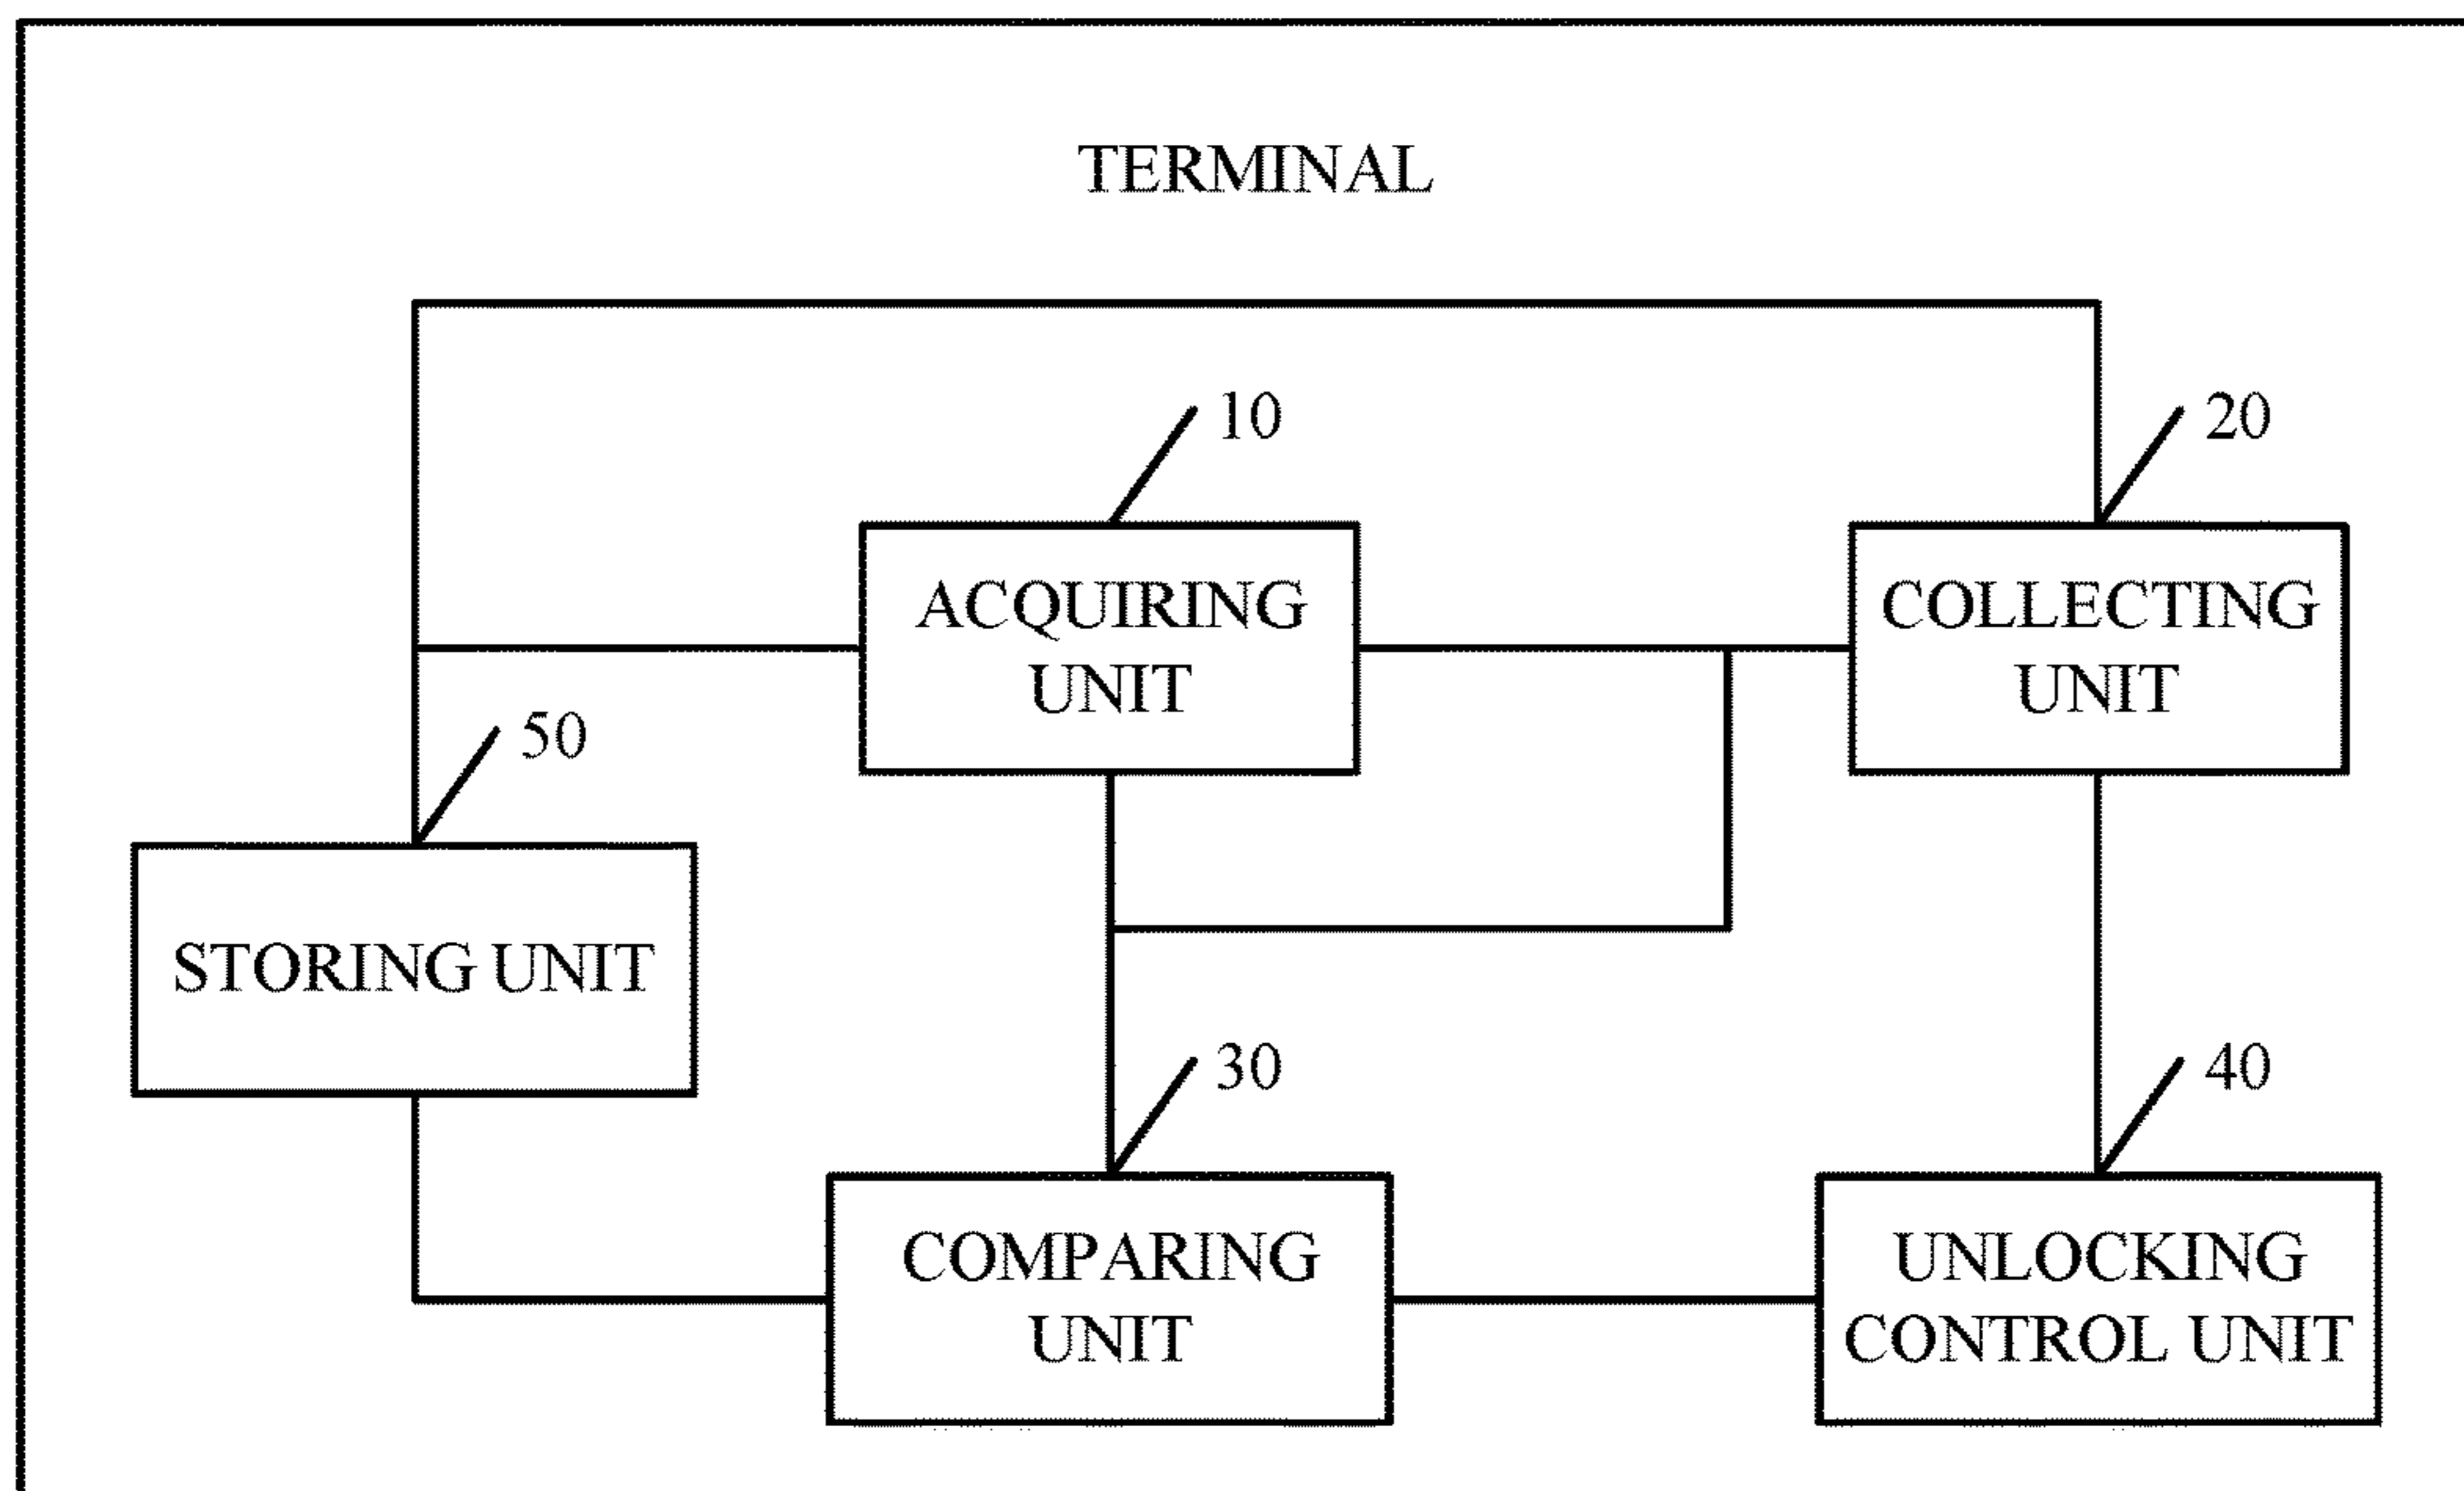 TERMINAL
10
20
ACQUIRING
UNIT
COLLECTING
UNIT
50
STORING UNIT
30
40
COMPARING
UNIT
UNLOCKING
CONTROL UNIT